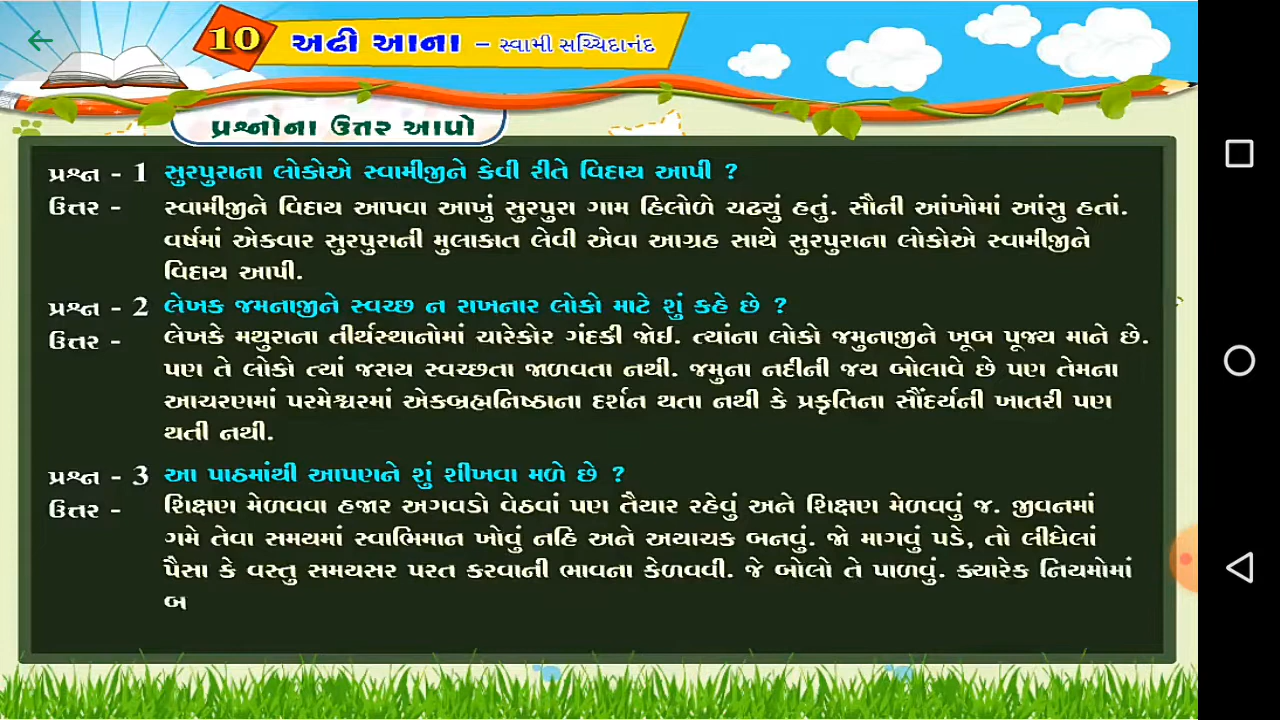 10 અઢી આના – સ્વામી સચ્ચિદાનંદ
પ્રશ્નોના ઉત્તર આપો
પ્રશ્ન - 1 સુરપુરાના લોકોએ સ્વામીજીને કેવી રીતે વિદાય આપી ?
ઉત્તર - સ્વામીજીને વિદાય આપવા આખું સુરપુરા ગામ હિલોળે ચઢ્યું હતું. સૌની આંખોમાં આંસુ હતાં.
વર્ષમાં એકવાર સુરપુરાની મુલાકાત લેવી એવા આગ્રહ સાથે સુરપુરાના લોકોએ સ્વામીજીને
વિદાય આપી.
પ્રશ્ન - 2 લેખક જમનાજીને સ્વચ્છ ન રાખનાર લોકો માટે શું કહે છે ?
ઉત્તર - લેખકે મથુરાના તીર્થસ્થાનોમાં ચારેકોર ગંદકી જોઇ. ત્યાંના લોકો જમુનાજીને ખૂબ પૂજ્ય માને છે.
પણ તે લોકો ત્યાં જરાય સ્વચ્છતા જાળવતા નથી. જમુના નદીની જય બોલાવે છે પણ તેમના
આચરણમાં પરમેશ્વરમાં એકબ્રહ્મનિષ્ઠાના દર્શન થતા નથી કે પ્રકૃતિના સૌંદર્યની ખાતરી પણ
થતી નથી.
પ્રશ્ન - 3 આ પાઠમાંથી આપણને શું શીખવા મળે છે ?
ઉત્તર - શિક્ષણ મેળવવા હજાર અગવડો વેઠવાં પણ તૈયાર રહેવું અને શિક્ષણ મેળવવું જ. જીવનમાં
ગમે તેવા સમયમાં સ્વાભિમાન ખોવું નહિ અને અયાચક બનવું. જો માગવું પડે, તો લીધેલાં
પૈસા કે વસ્તુ સમયસર પરત કરવાની ભાવના કેળવવી. જે બોલો તે પાળવું. ક્યારેક નિયમોમાં
બ